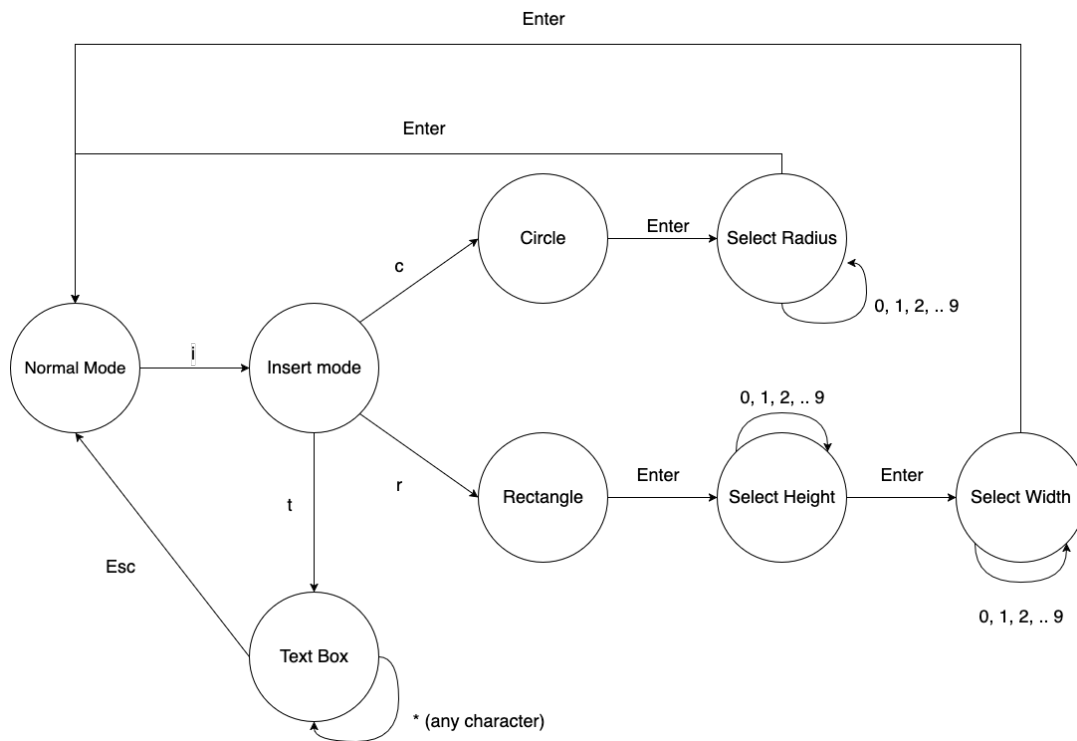 Enter
Enter
Circle
Enter
Select Radius
c
0, 1, 2, .. 9
Normal Mode
i
Insert mode
0, 1, 2, .. 9
r
Rectangle
Enter
Select Height
Enter
Select Width
t
Esc
0, 1, 2, .. 9
Text Box
* (any character)